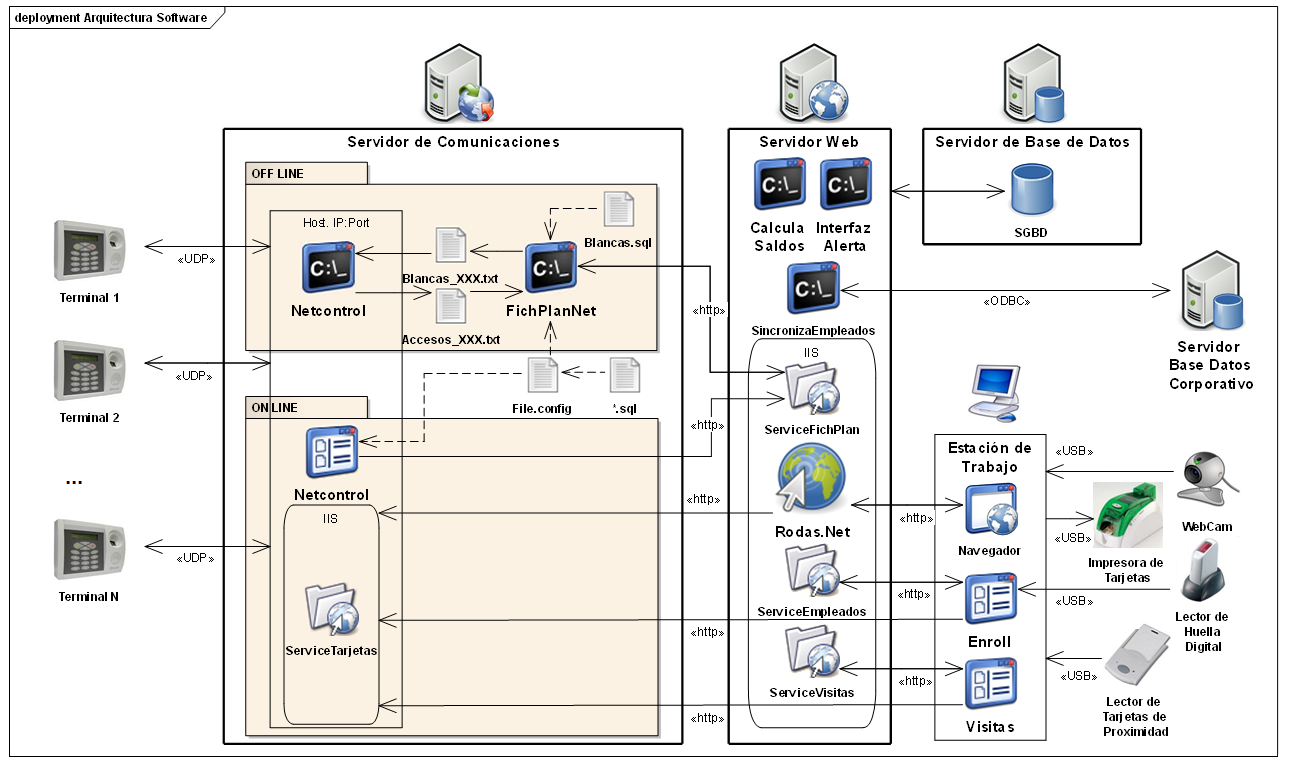 deployment Arquitectura Software
Servidor de Comunicaciones
OFF LINE
Host. IP:Port
Netcontrol
Blancas_XXX.txt
Accesos_XXX.txt
Blancas.sql
FichPlanNet
File.config
*.sql
ON LINE
Netcontrol
IIS
ServiceTarjetas
Terminal 1
«UDP»
Terminal 2
«UDP»
...
Terminal N
«UDP»
Servidor Web
Calcula
Saldos
Interfaz
Alerta
SincronizaEmpleados
IIS
ServiceFichPlan
Rodas.Net
ServiceEmpleados
ServiceVisitas
«http»
«http»
«http»
«http»
«http»
Servidor de Base de Datos
SGBD
«ODBC»
Servidor
Base Datos
Corporativo
Estación de
Trabajo
Navegador
Enroll
Visitas
«http»
«http»
«http»
«USB»
WebCam
«USB»
Impresora de
Tarjetas
«USB»
Lector de
Huella
Digital
«USB»
Lector de
Tarjetas de
Proximidad
C:\_
C:\_
C:\_
C:\_
C:\_